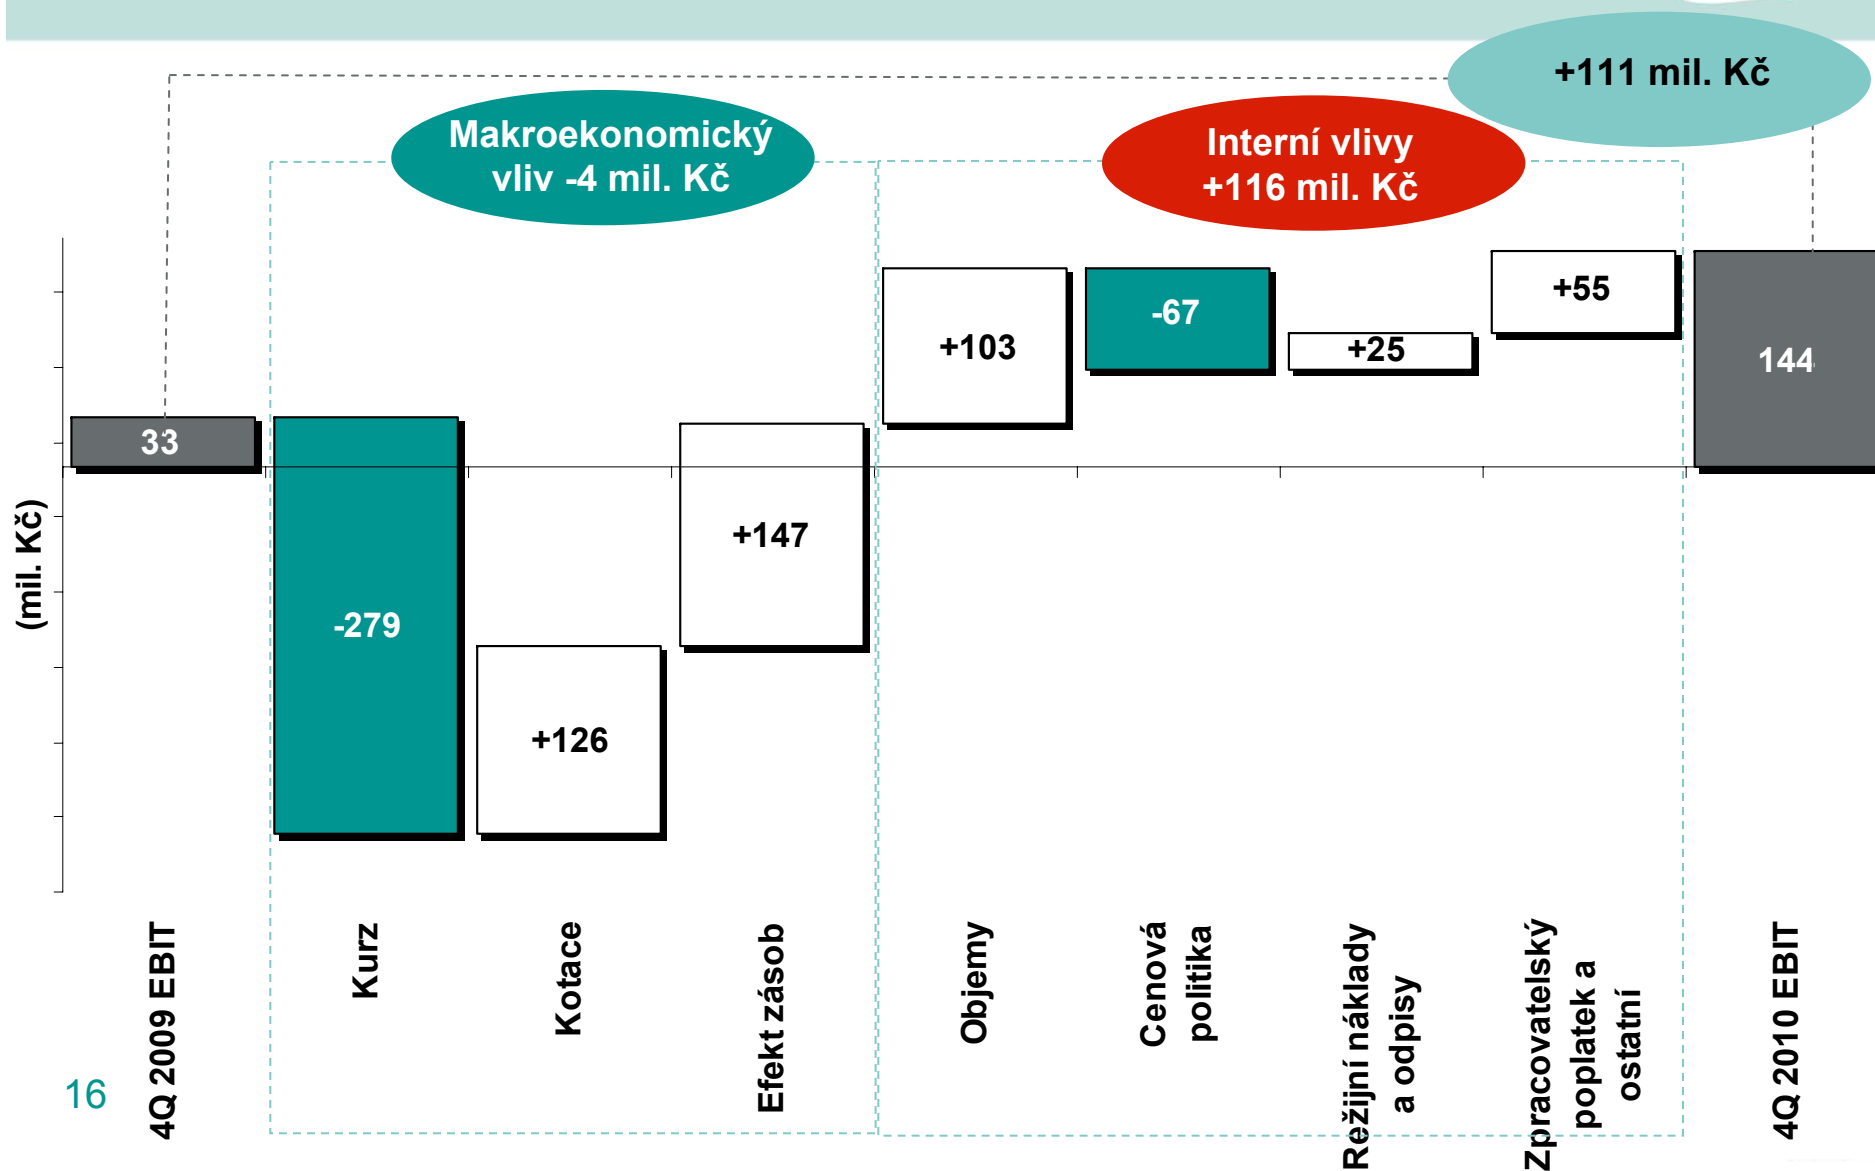 +111 mil. Kč
Makroekonomický
vliv -4 mil. Kč
Interní vlivy
+116 mil. Kč
(mil. Kč)
33
-279
+126
+147
+103
-67
+25
+55
144
4Q 2009 EBIT
Kurz
Kotace
Efekt zásob
Objemy
Cenová
politika
Režijní náklady
a odpisy
Zpracovatelský
poplatek a
ostatní
4Q 2010 EBIT
16